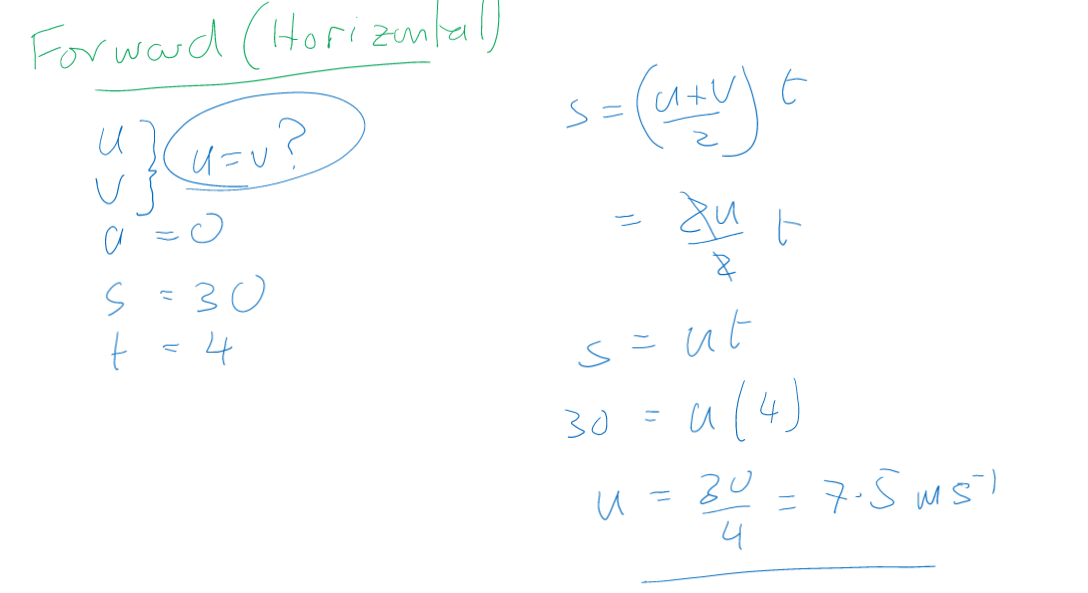 Forward (Horizontal)
u
v } u = v ?
a = 0
s = 30
t = 4
s = (u+v/2) t
= 2u/2 t
s = ut
30 = u(4)
u = 30/4 = 7.5 ms⁻¹